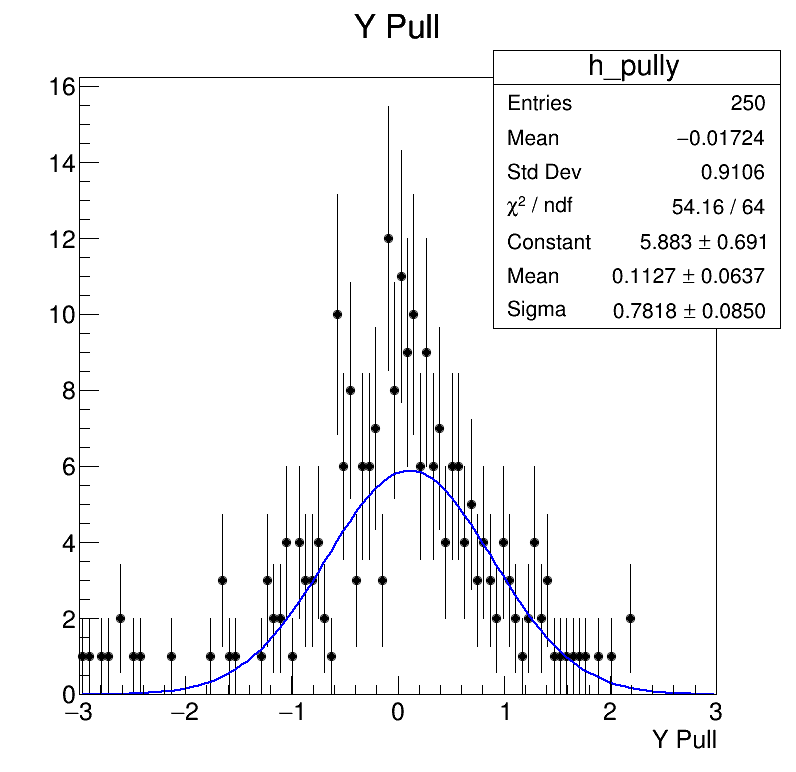 Y Pull
h_pully
Entries 250
Mean −0.01724
Std Dev 0.9106
χ² / ndf 54.16 / 64
Constant 5.883 ± 0.691
Mean 0.1127 ± 0.0637
Sigma 0.7818 ± 0.0850
16
14
12
10
8
6
4
2
0
−3 −2 −1 0 1 2 3
Y Pull